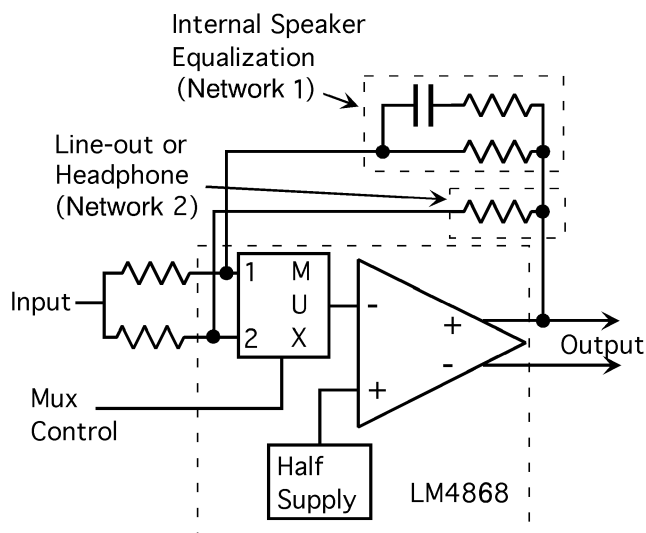 Internal Speaker
Equalization
(Network 1)
Line-out or
Headphone
(Network 2)
1 M
U
2 X
Input
-
+
+
-
Output
Mux
Control
Half
Supply
LM4868